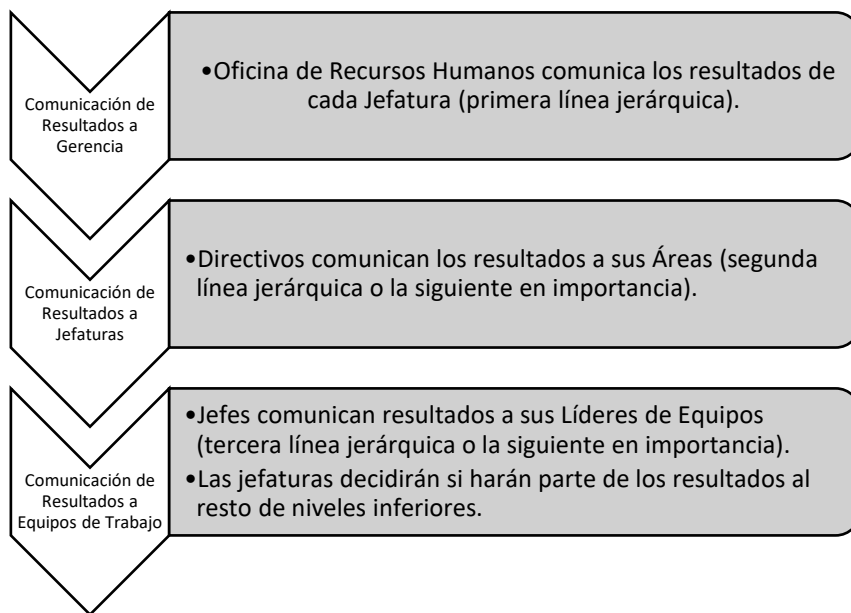 Comunicación de
Resultados a
Gerencia
•Oficina de Recursos Humanos comunica los resultados de
cada Jefatura (primera línea jerárquica).
Comunicación de
Resultados a
Jefaturas
•Directivos comunican los resultados a sus Áreas (segunda
línea jerárquica o la siguiente en importancia).
Comunicación de
Resultados a
Equipos de Trabajo
•Jefes comunican resultados a sus Líderes de Equipos
(tercera línea jerárquica o la siguiente en importancia).
•Las jefaturas decidirán si harán parte de los resultados al
resto de niveles inferiores.